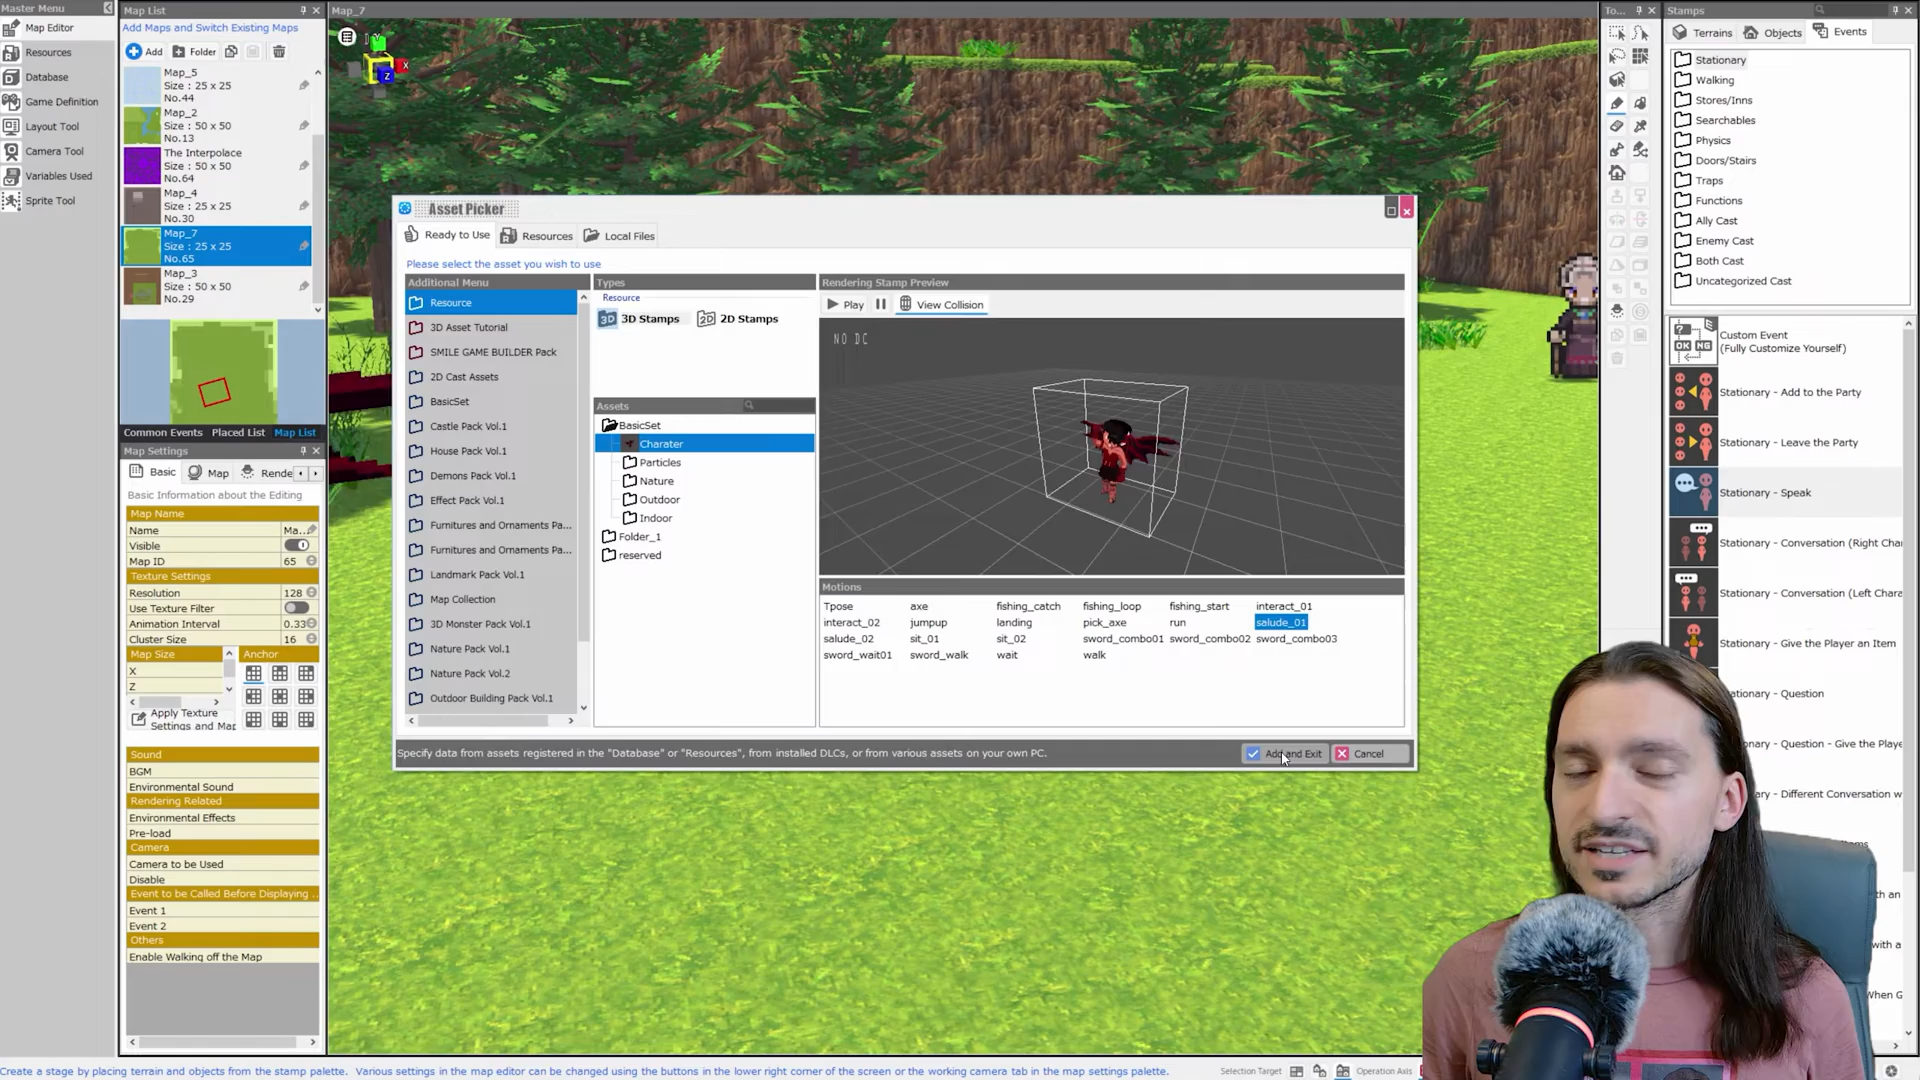 Master Menu
Map Editor
Resources
Database
Game Definition
Layout Tool
Camera Tool
Variables Used
Sprite Tool
Map List
Add Maps and Switch Existing Maps
Add
Folder
Map_5
Size : 25 x 25
No.44
Map_2
Size : 50 x 50
No.13
The Interpolace
Size : 50 x 50
No.64
Map_4
Size : 25 x 25
No.30
Map_7
Size : 25 x 25
No.65
Map_3
Size : 50 x 50
No.29
Common Events
Placed List
Map List
Map Settings
Basic
Map
Rende
Basic Information about the Editing
Map Name
Name
Ma...
Visible
Map ID
65
Texture Settings
Resolution
128
Use Texture Filter
Animation Interval
0.33
Cluster Size
16
Map Size
Anchor
X
Z
Apply Texture
Settings and Map
Sound
BGM
Environmental Sound
Rendering Related
Environmental Effects
Pre-load
Camera
Camera to be Used
Disable
Event to be Called Before Displaying ...
Event 1
Event 2
Others
Enable Walking off the Map
Map_7
Y
X
Z
Asset Picker
Ready to Use
Resources
Local Files
Please select the asset you wish to use
Additional Menu
Resource
3D Asset Tutorial
SMILE GAME BUILDER Pack
2D Cast Assets
BasicSet
Castle Pack Vol.1
House Pack Vol.1
Demons Pack Vol.1
Effect Pack Vol.1
Furnitures and Ornaments Pa...
Furnitures and Ornaments Pa...
Landmark Pack Vol.1
Map Collection
3D Monster Pack Vol.1
Nature Pack Vol.1
Nature Pack Vol.2
Outdoor Building Pack Vol.1
Types
Resource
3D
3D Stamps
2D
2D Stamps
Assets
BasicSet
Charater
Particles
Nature
Outdoor
Indoor
Folder_1
reserved
Rendering Stamp Preview
Play
View Collision
NO DC
Motions
Tpose axe fishing_catch fishing_loop fishing_start interact_01
interact_02 jumpup landing pick_axe run salude_01
salude_02 sit_01 sit_02 sword_combo01 sword_combo02 sword_combo03
sword_wait01 sword_walk wait walk
Specify data from assets registered in the "Database" or "Resources", from installed DLCs, or from various assets on your own PC.
Add and Exit
Cancel
To...
Stamps
Terrains
Objects
Events
Stationary
Walking
Stores/Inns
Searchables
Physics
Doors/Stairs
Traps
Functions
Ally Cast
Enemy Cast
Both Cast
Uncategorized Cast
OK NG
Custom Event
(Fully Customize Yourself)
Stationary - Add to the Party
Stationary - Leave the Party
Stationary - Speak
Stationary - Conversation (Right Char
Stationary - Conversation (Left Chara
Stationary - Give the Player an Item
tationary - Question
ary - Question - Give the Playe
ary - Different Conversation w
ith an
with a
When G
Create a stage by placing terrain and objects from the stamp palette. Various settings in the map editor can be changed using the buttons in the lower right corner of the screen or the working camera tab in the map settings palette.
Selection Target
Operation Axis